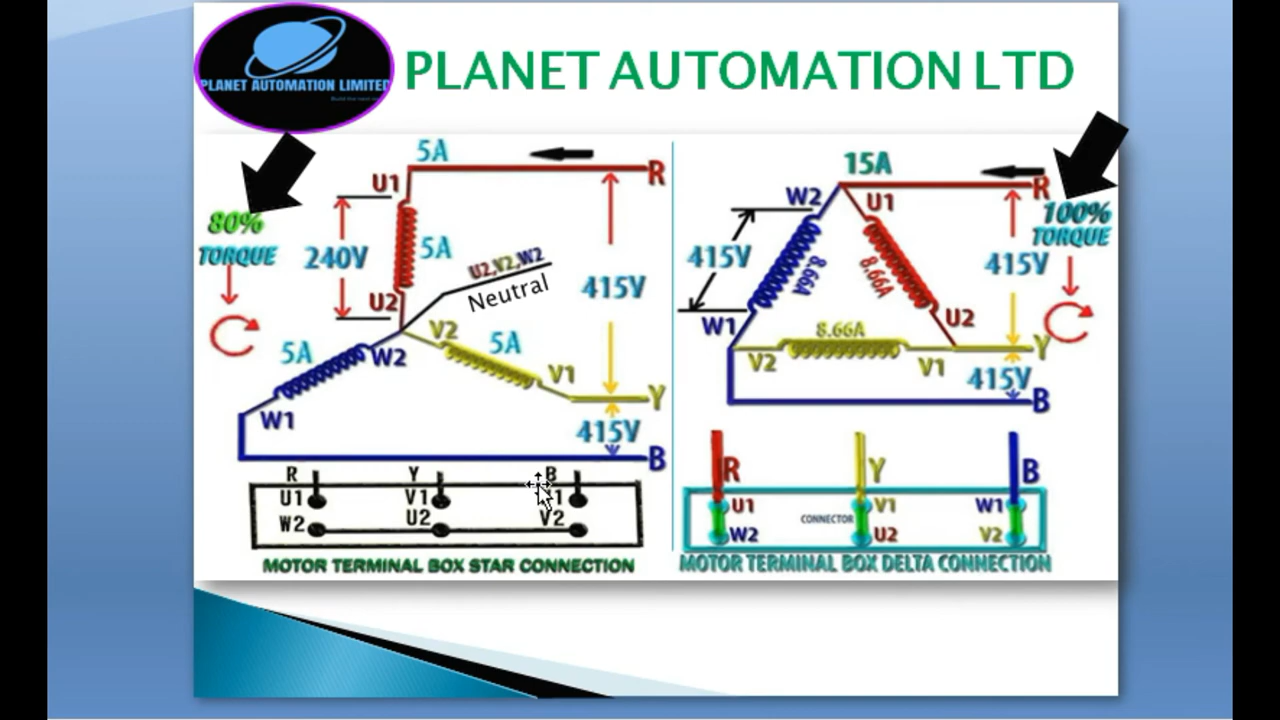 PLANET AUTOMATION LIMITED
PLANET AUTOMATION LTD
5A
R
U1
80%
TORQUE
240V
5A
U2,V2,W2
Neutral
415V
U2
V2
5A
W2
5A
V1
Y
W1
415V
B
R Y B
U1 V1
W2 U2 V2
MOTOR TERMINAL BOX STAR CONNECTION
15A
R
W2
U1
100%
TORQUE
415V
8.66A
8.66A
415V
W1
U2
8.66A
Y
V2
V1
415V
B
R
Y
B
U1
V1
W1
CONNECTOR
W2
U2
V2
MOTOR TERMINAL BOX DELTA CONNECTION